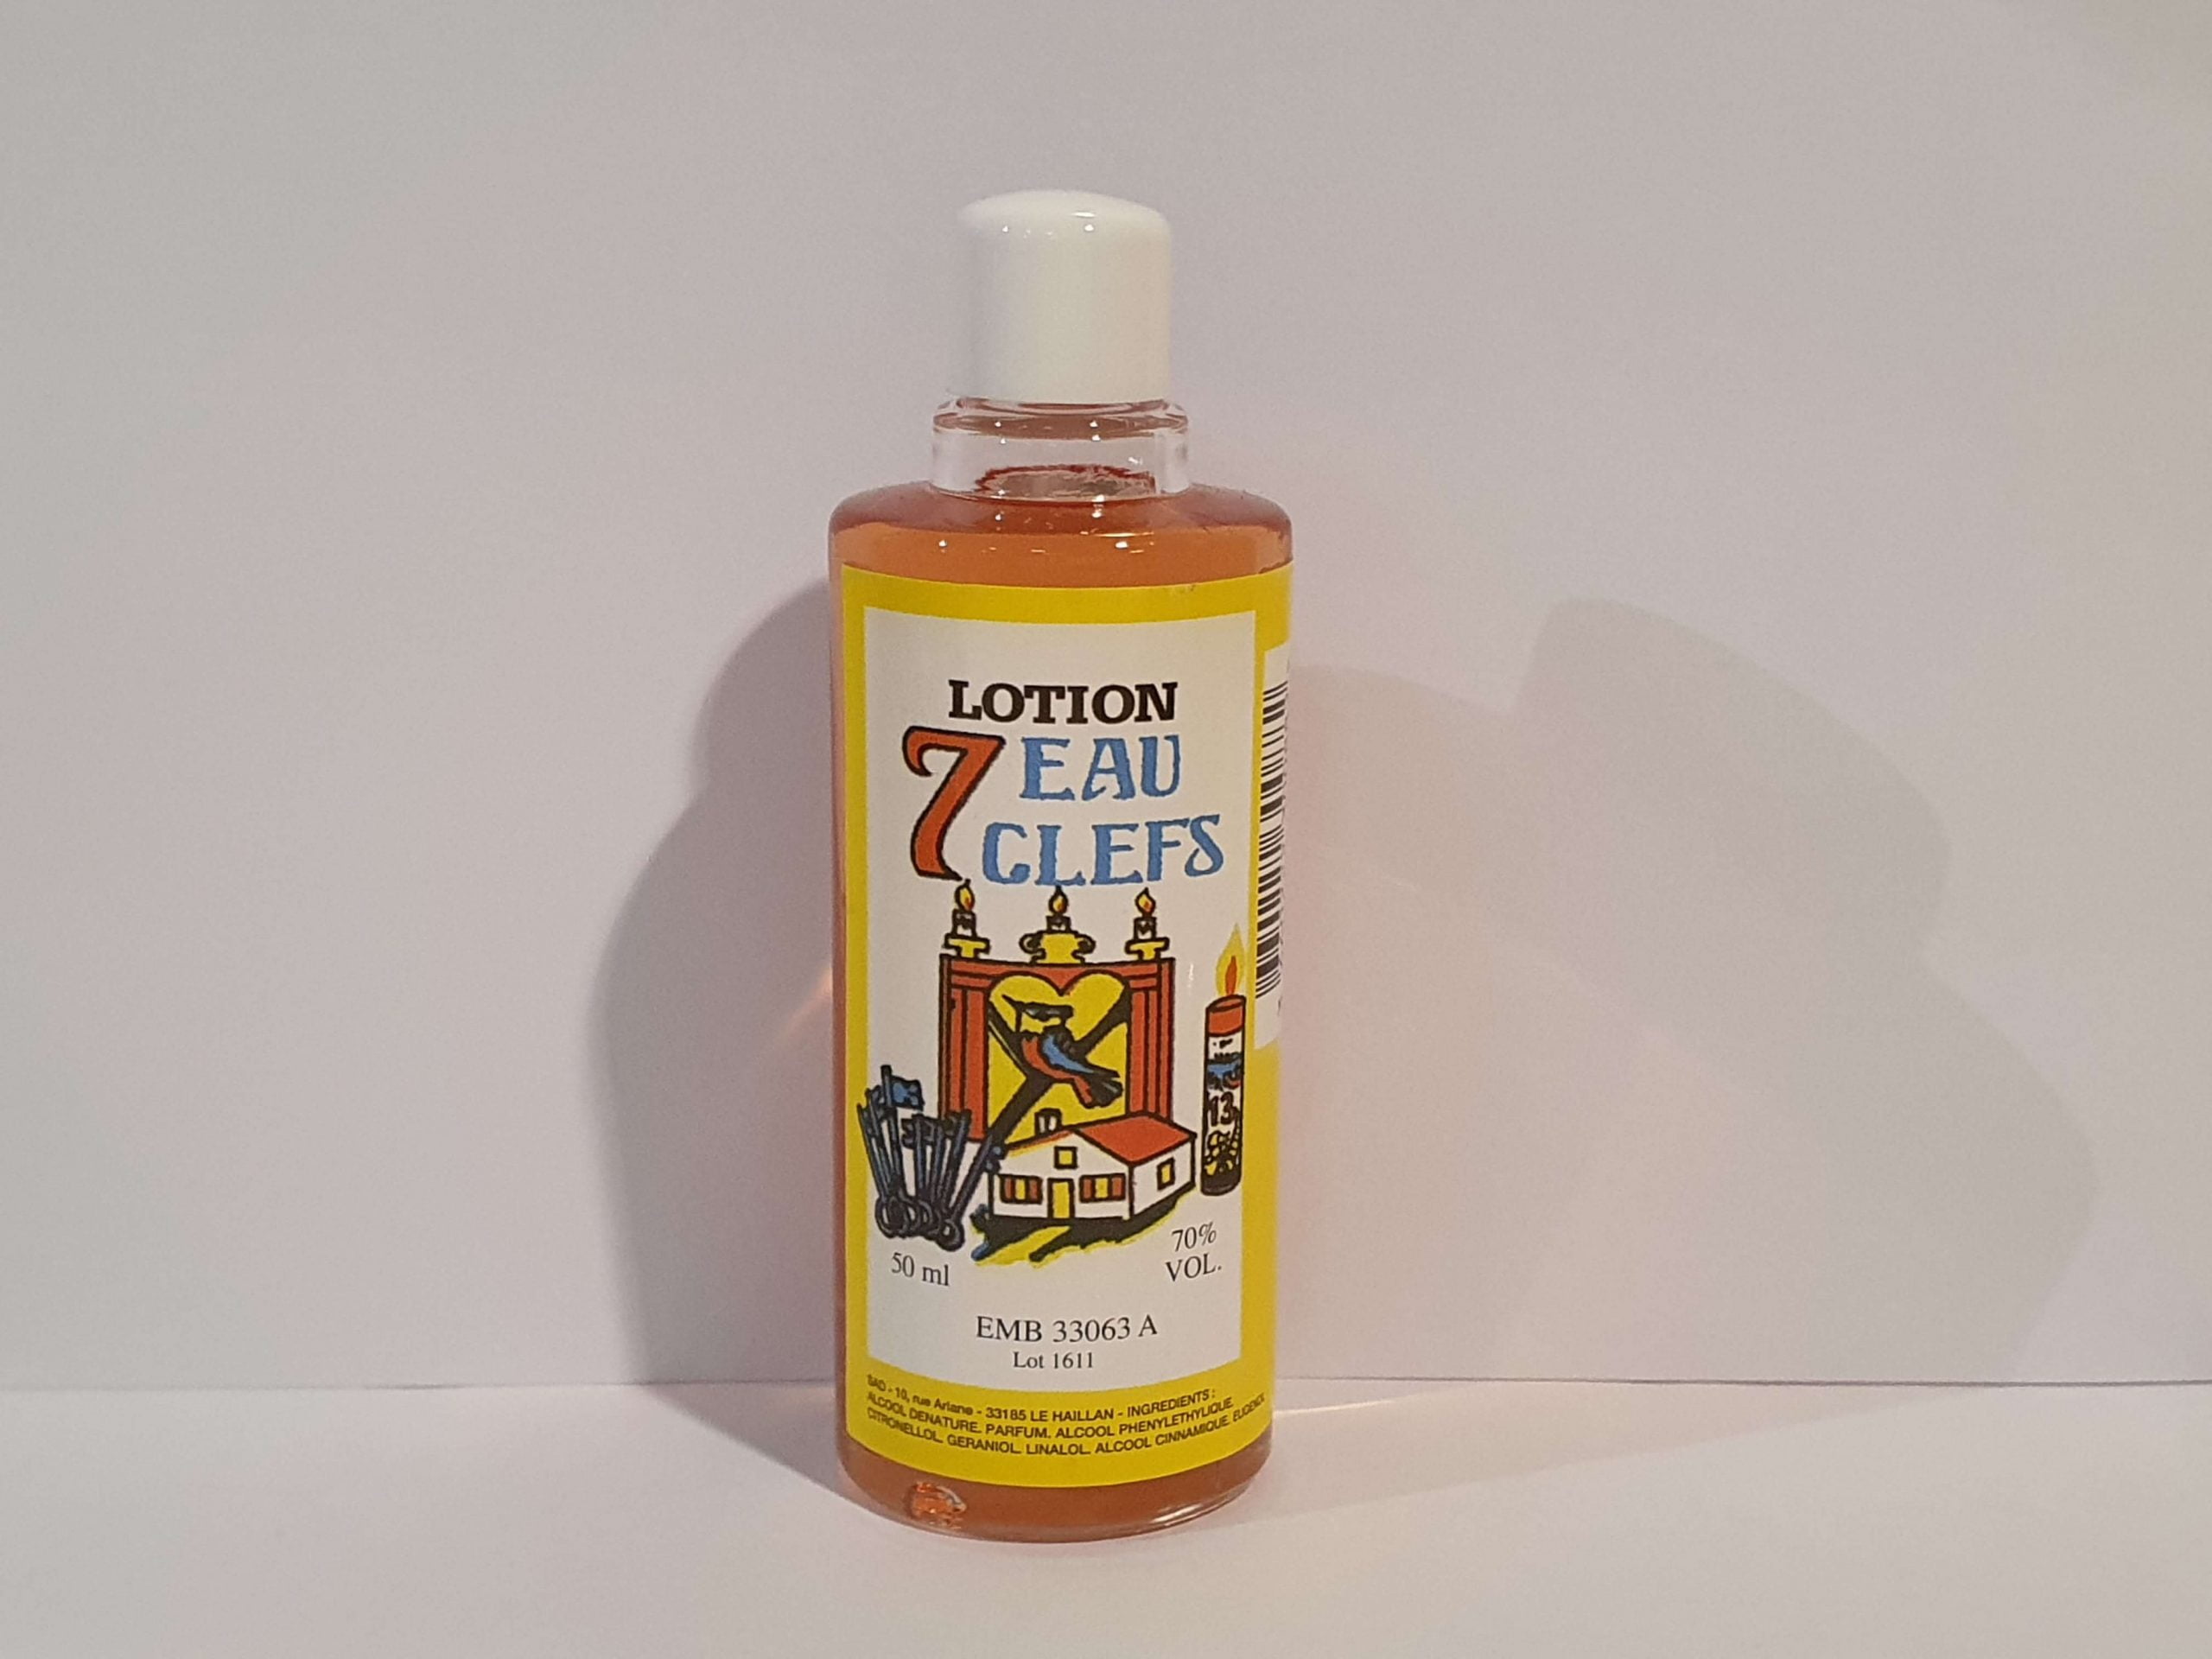 LOTION
7 EAU
CLEFS
13
50 ml
70%
VOL.
EMB 33063 A
Lot 1611
SAD - 10, rue Ariane - 33185 LE HAILLAN - INGREDIENTS :
ALCOOL DENATURE. PARFUM. ALCOOL PHENYLETHYLIQUE.
CITRONELLOL. GERANIOL. LINALOL. ALCOOL CINNAMIQUE. EUGENOL